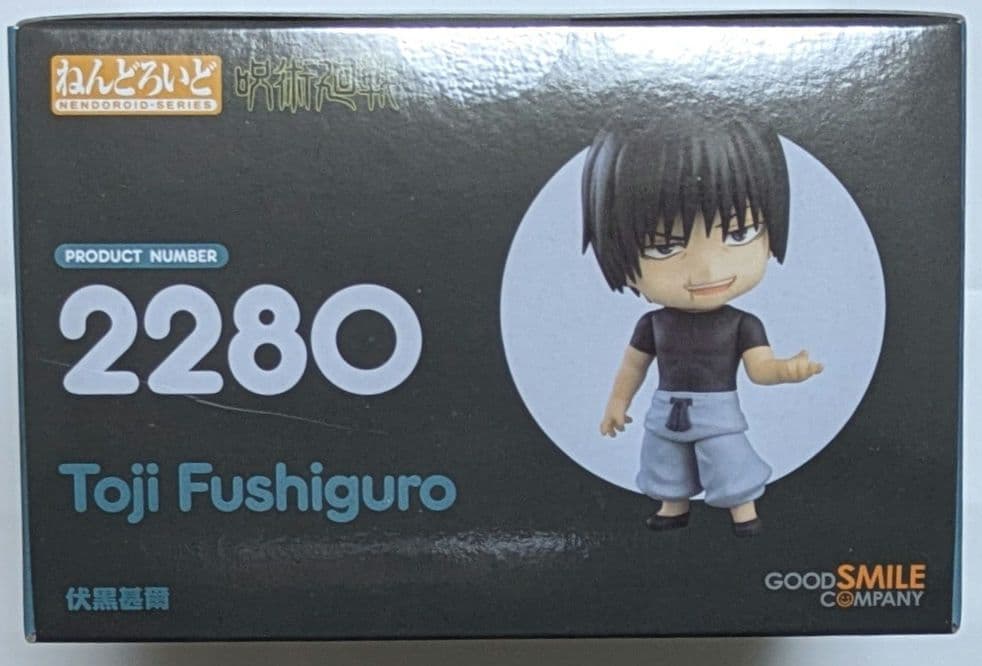 ねんどろいど
NENDOROID-SERIES
呪術廻戦
PRODUCT NUMBER
2280
Toji Fushiguro
伏黒甚爾
GOOD SMILE
COMPANY